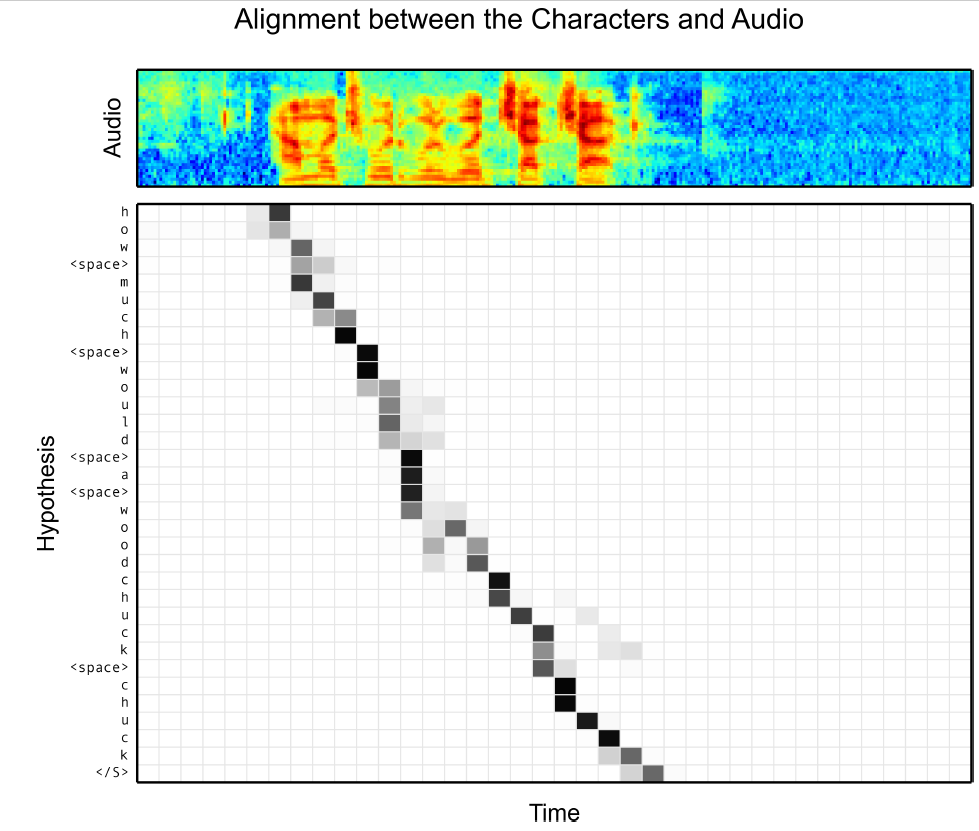 Alignment between the Characters and Audio
Audio
Hypothesis
h
o
w
<space>
m
u
c
h
<space>
w
o
u
l
d
<space>
a
<space>
w
o
o
d
c
h
u
c
k
<space>
c
h
u
c
k
</S>
Time